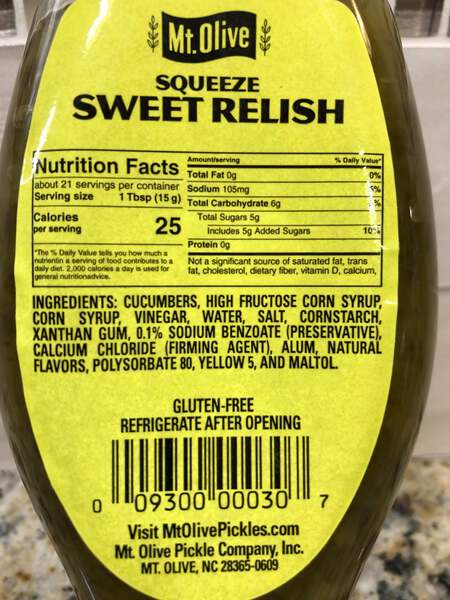 Mt. Olive
SQUEEZE
SWEET RELISH
Nutrition Facts
about 21 servings per container
Serving size 1 Tbsp (15 g)
Calories
per serving 25
*The % Daily Value tells you how much a
nutrientin a serving of food contributes to a
daily diet. 2,000 calories a day is used for
general nutritionadvice.
Amount/serving % Daily Value*
Total Fat 0g 0%
Sodium 105mg
Total Carbohydrate 6g
Total Sugars 5g
Includes 5g Added Sugars 10%
Protein 0g
Not a significant source of saturated fat, trans
fat, cholesterol, dietary fiber, vitamin D, calcium,
INGREDIENTS: CUCUMBERS, HIGH FRUCTOSE CORN SYRUP,
CORN SYRUP, VINEGAR, WATER, SALT, CORNSTARCH,
XANTHAN GUM, 0.1% SODIUM BENZOATE (PRESERVATIVE),
CALCIUM CHLORIDE (FIRMING AGENT), ALUM, NATURAL
FLAVORS, POLYSORBATE 80, YELLOW 5, AND MALTOL.
GLUTEN-FREE
REFRIGERATE AFTER OPENING
0 09300 00030 7
Visit MtOlivePickles.com
Mt. Olive Pickle Company, Inc.
MT. OLIVE, NC 28365-0609